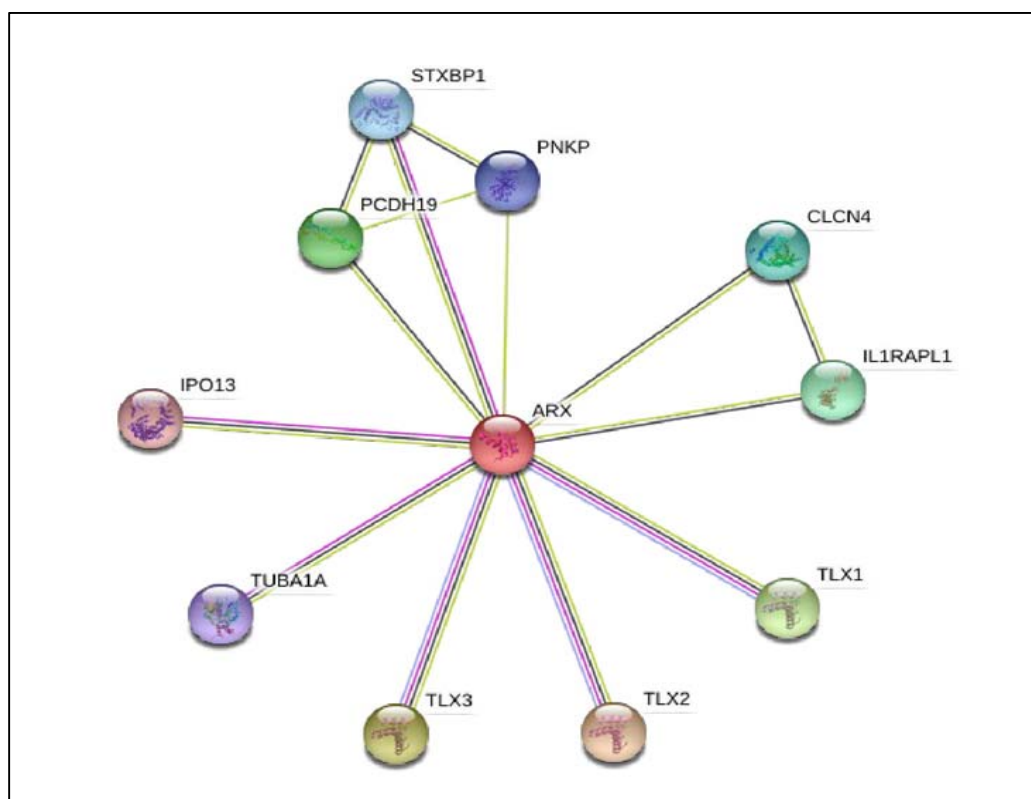 STXBP1
PNKP
PCDH19
CLCN4
IL1RAPL1
IPO13
ARX
TUBA1A
TLX1
TLX3
TLX2